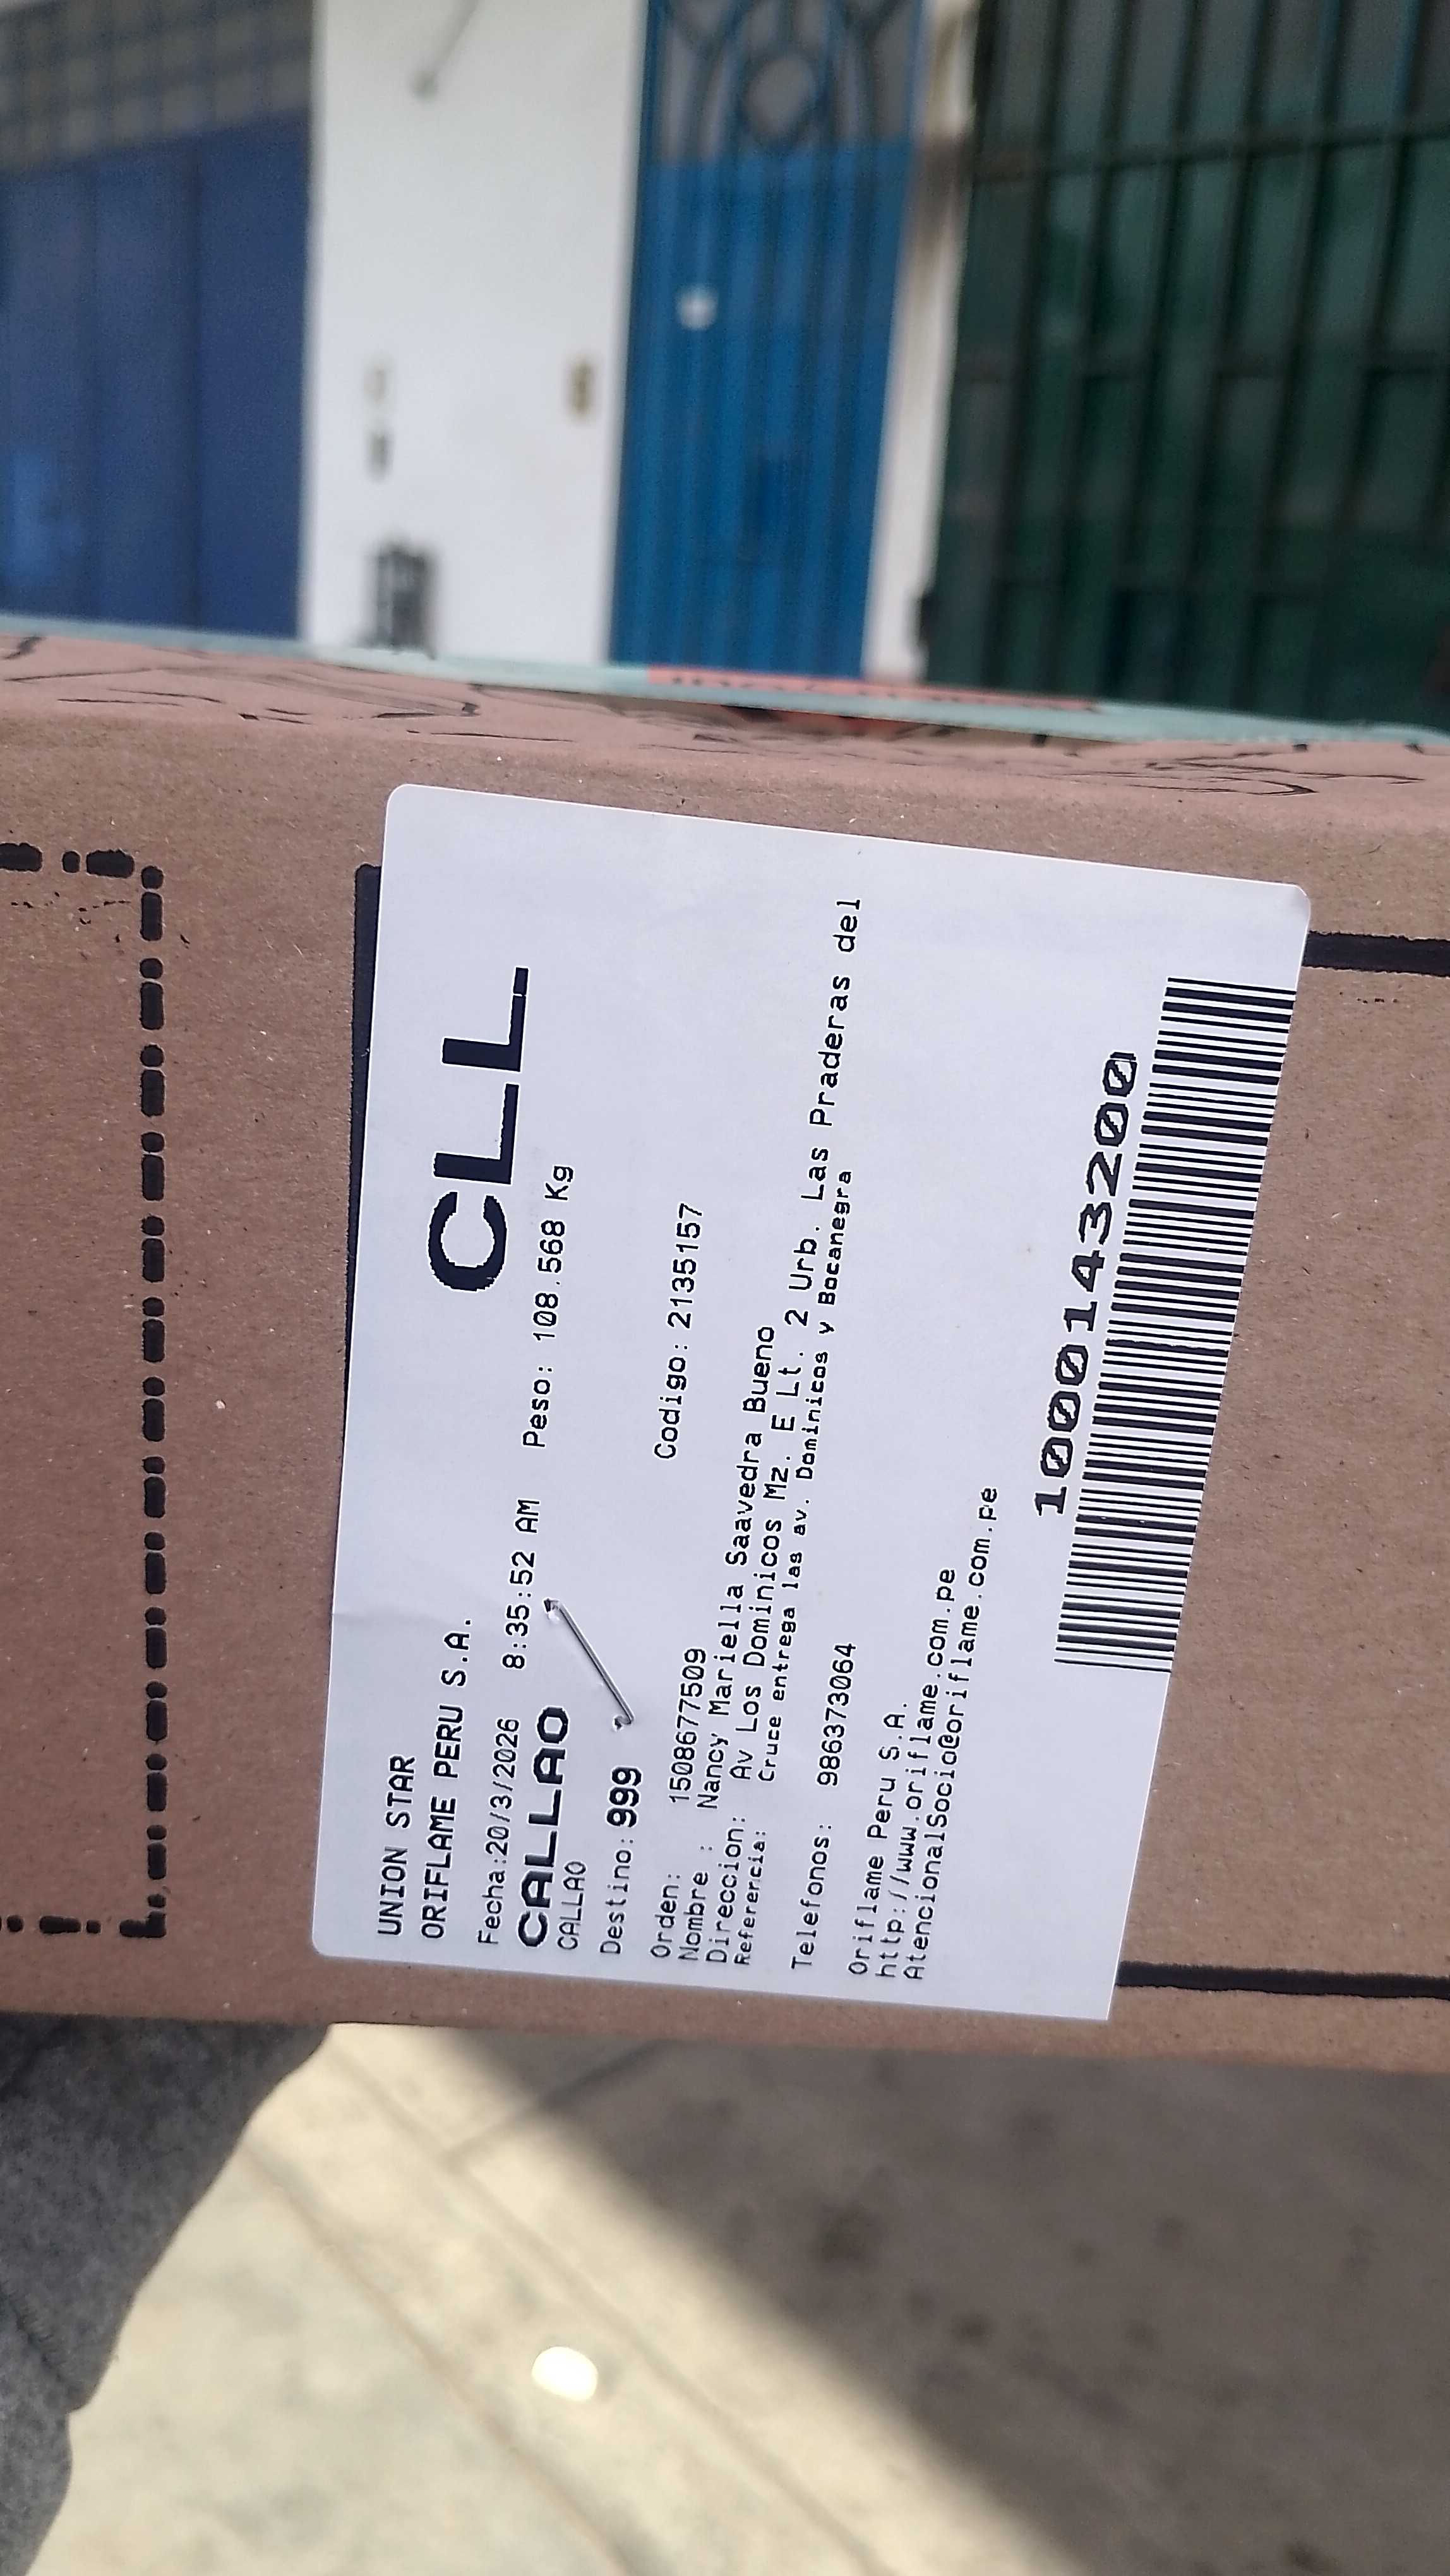 UNION STAR
ORIFLAME PERU S.A.
CLL
Fecha:20/3/2026 8:35:52 AM Peso: 108.568 Kg
CALLAO
CALLAO
Destino: 999
Orden: 1508677509 Codigo: 2135157
Nombre : Nancy Mariella Saavedra Bueno
Direccion: Av Los Dominicos Mz. E Lt. 2 Urb. Las Praderas del
Referencia: Cruce entrega las av. Dominicos y Bocanegra
Telefonos: 986373064
Oriflame Peru S.A.
http://www.oriflame.com.pe
AtencionalSocio@oriflame.com.pe
1000143200